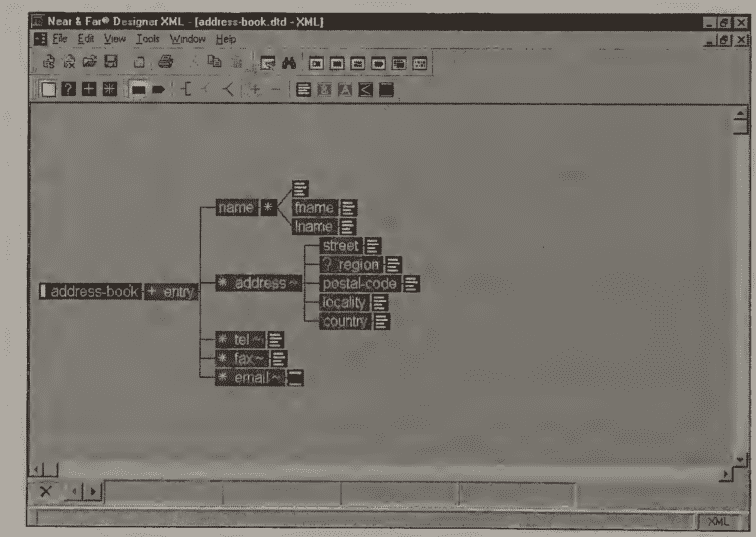 Near & Far® Designer XML - [address-book.dtd - XML]
File Edit View Tools Window Help
name *
fname
lname
street
? region
* address ~
postal-code
address-book + entry
locality
country
* tel ~
* fax ~
* email ~
XML